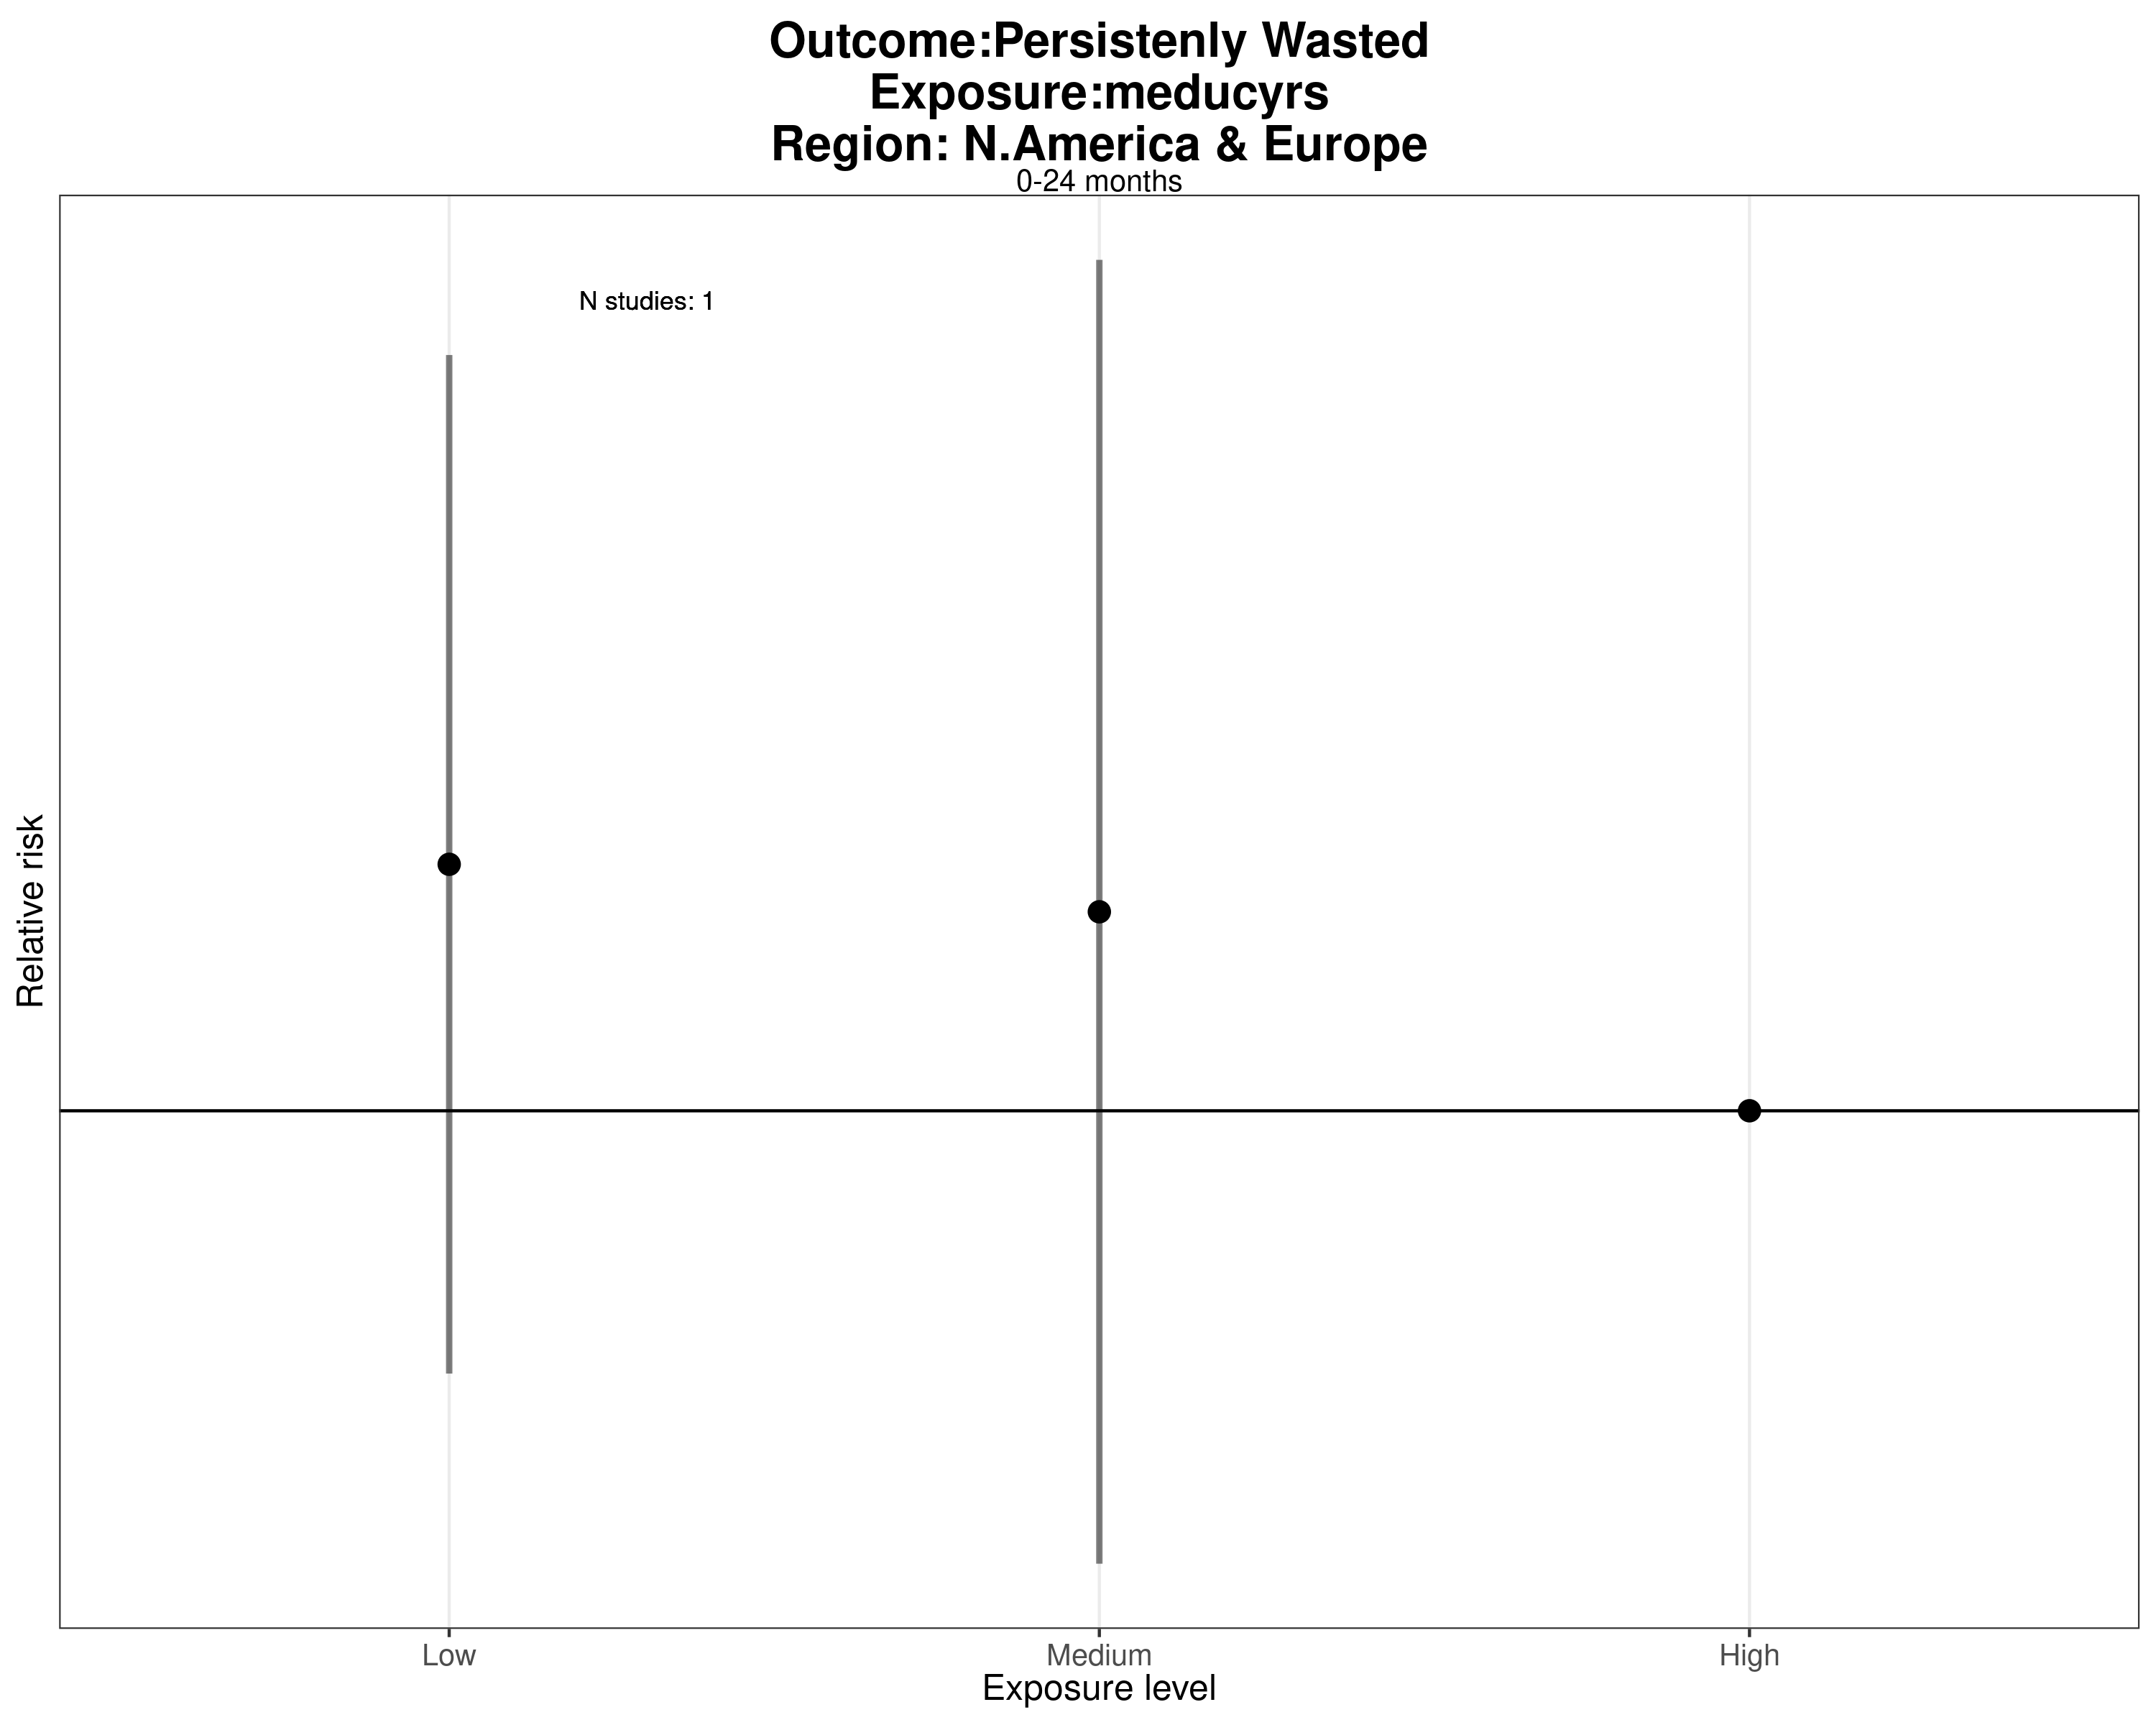 Outcome:Persistenly Wasted
Exposure:meducyrs
Region: N.America & Europe
0-24 months
N studies: 1
Relative risk
Low
Medium
High
Exposure level